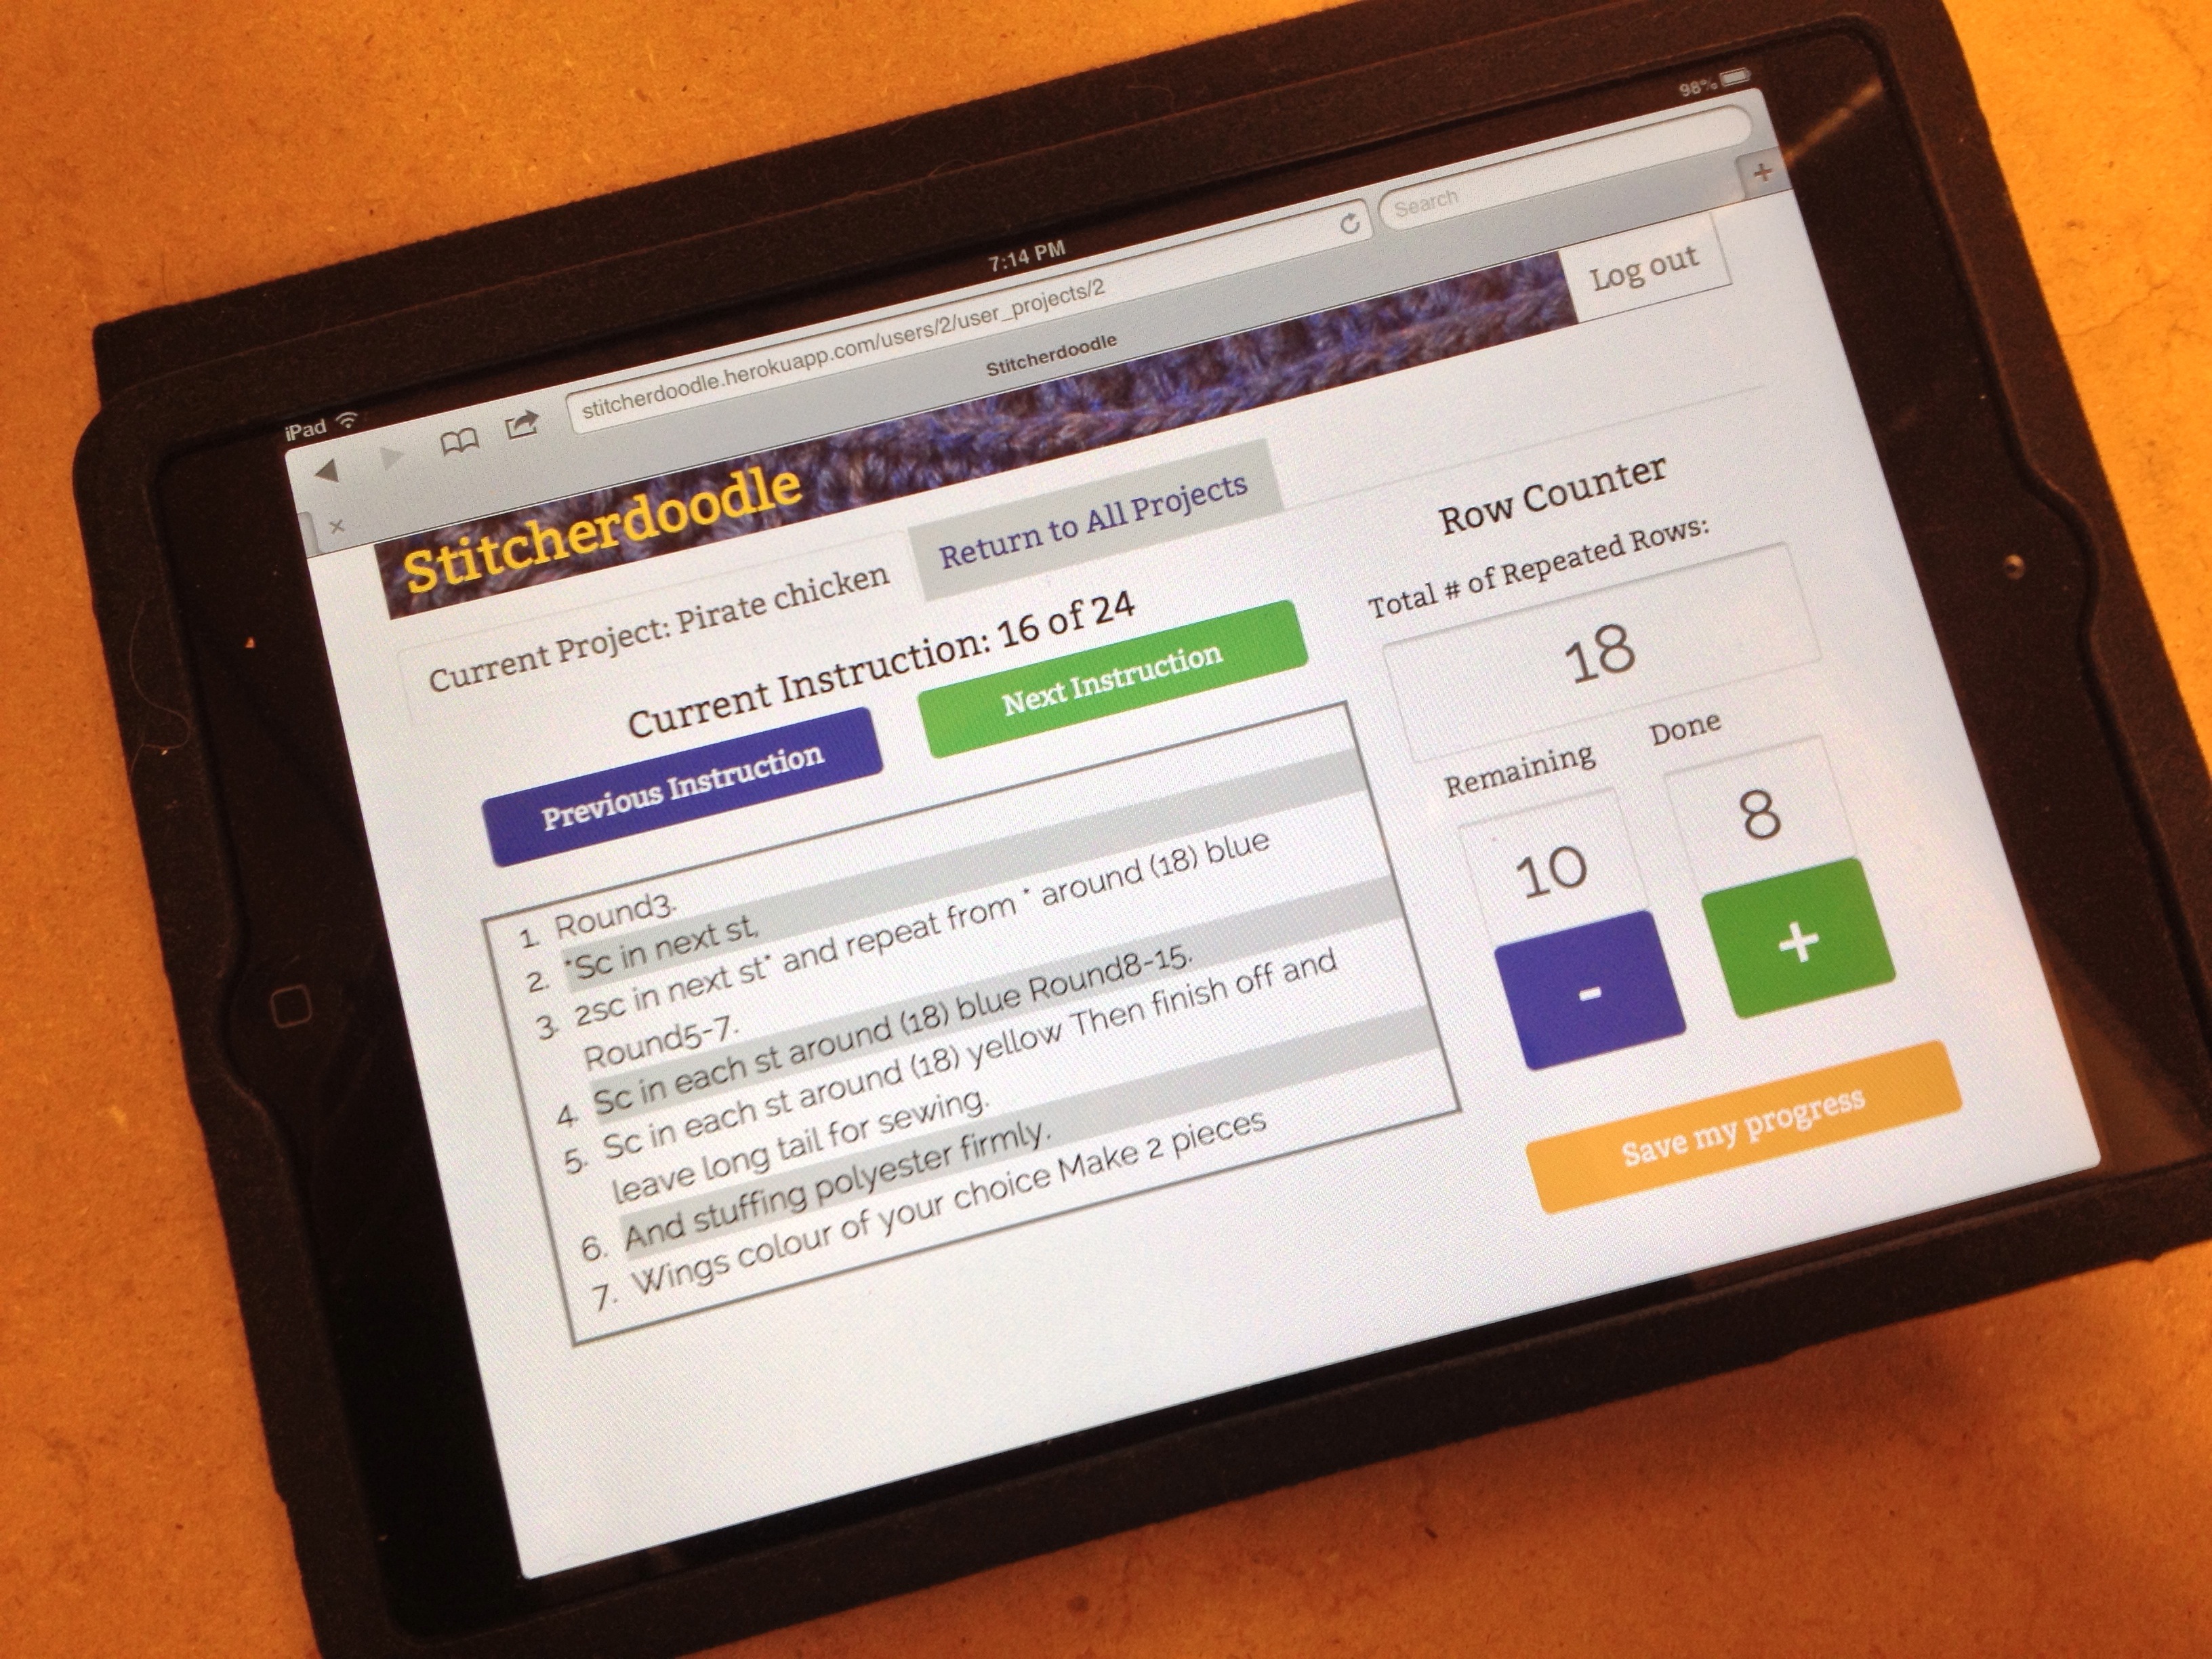 iPad
7:14 PM
98%
stitcherdoodle.herokuapp.com/users/2/user_projects/2
Search
Stitcherdoodle
Stitcherdoodle
Log out
Current Project: Pirate chicken
Return to All Projects
Current Instruction: 16 of 24
Previous Instruction
Next Instruction
1. Round3.
2. *Sc in next st,
3. 2sc in next st* and repeat from * around (18) blue
Round5-7.
4. Sc in each st around (18) blue Round8-15.
5. Sc in each st around (18) yellow Then finish off and
leave long tail for sewing.
6. And stuffing polyester firmly.
7. Wings colour of your choice Make 2 pieces
Row Counter
Total # of Repeated Rows:
18
Remaining
Done
10
8
-
+
Save my progress